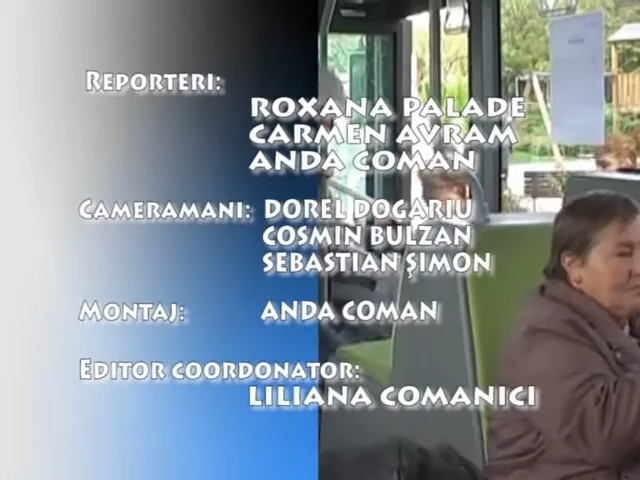 REPORTERI:
ROXANA PALADE
CARMEN AVRAM
ANDA COMAN
CAMERAMANI: DOREL DOGARIU
COSMIN BULZAN
SEBASTIAN ŞIMON
MONTAJ: ANDA COMAN
EDITOR COORDONATOR:
LILIANA COMANICI